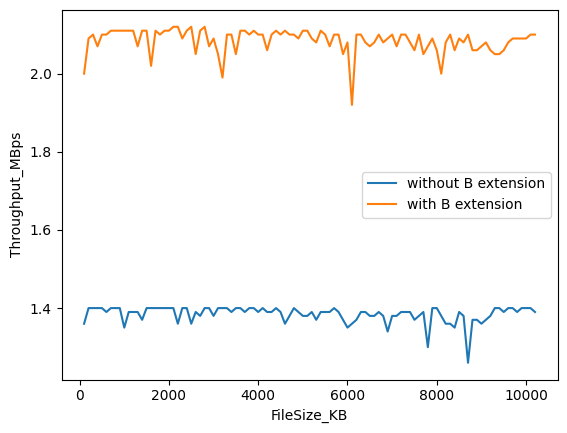 2.0
1.8
1.6
1.4
Throughput_MBps
without B extension
with B extension
0 2000 4000 6000 8000 10000
FileSize_KB